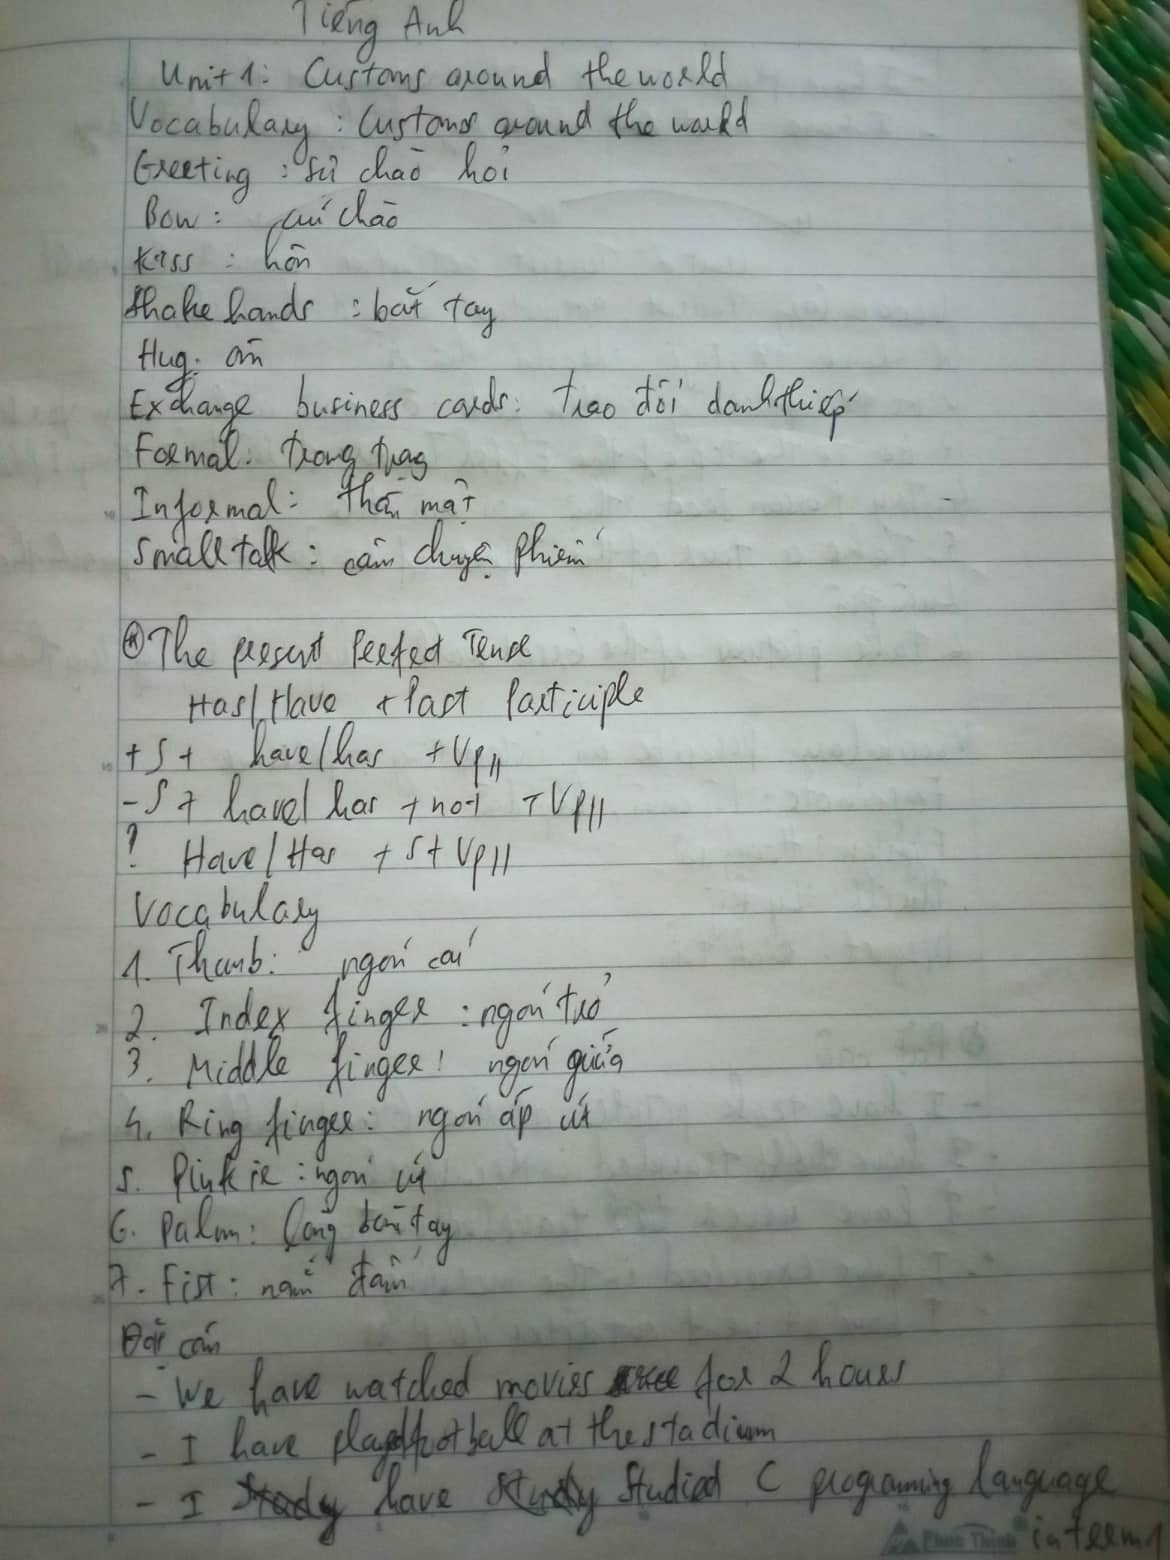 Tiếng Anh
Unit 1: Customs around the world
Vocabulary: Customs around the world
Greeting: sự chào hỏi
Bow: cúi chào
Kiss: hôn
Shake hands: bắt tay
Hug: ôm
Exchange business cards: trao đổi danh thiếp
Formal: trang trọng
Informal: thân mật
Small talk: chuyện phiếm
The present Perfect Tense
Has/Have + Past Participle
+ S + have/has + VpII
- S + have/has + not + VpII
? Have/Has + S + VpII
Vocabulary
1. Thumb: ngón cái
2. Index finger: ngón trỏ
3. Middle finger: ngón giữa
4. Ring finger: ngón áp út
5. Pinkie: ngón út
6. Palm: lòng bàn tay
7. Fist: nắm đấm
Đặt câu
- We have watched movies for 2 hours
- I have played football at the stadium
- I have studied C programing language
in term 1
Phúc Thịnh